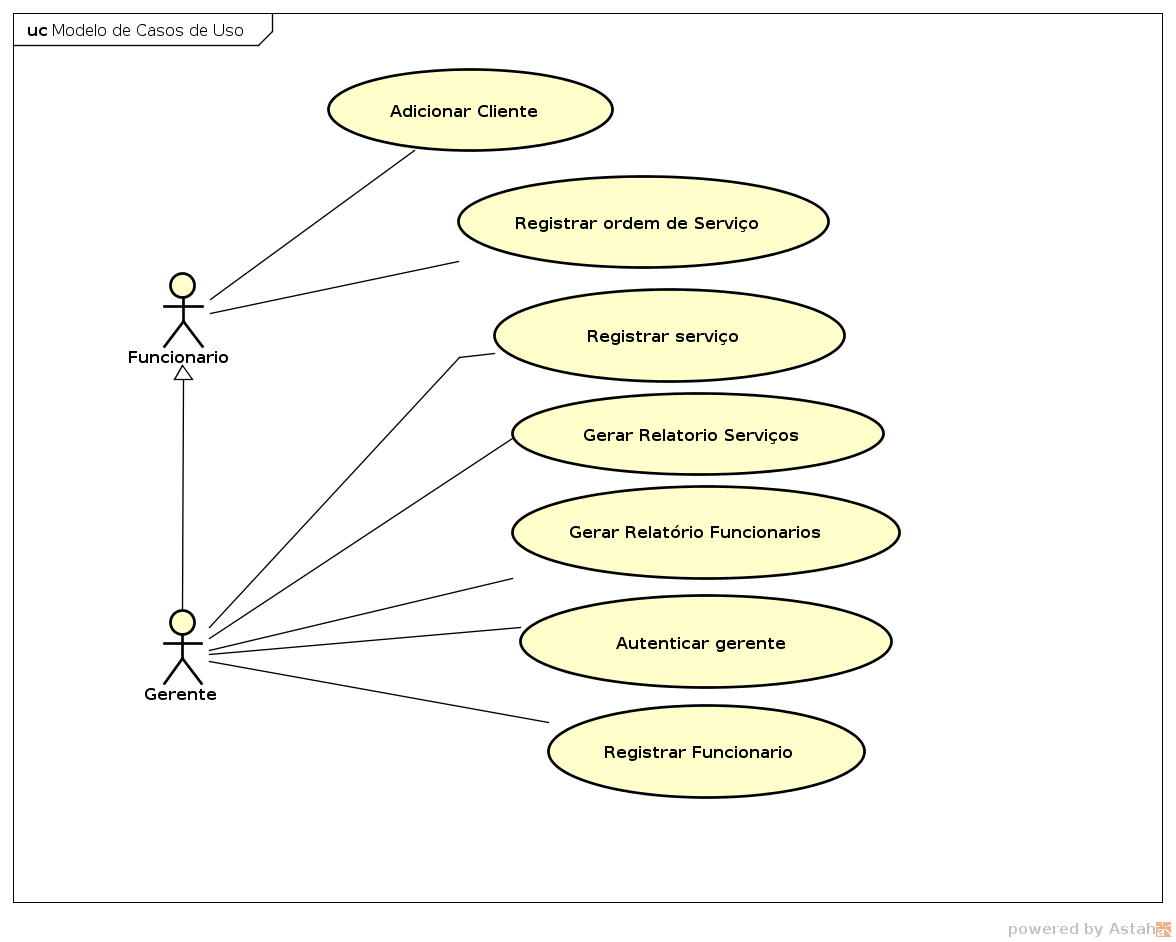 uc Modelo de Casos de Uso
Adicionar Cliente
Registrar ordem de Serviço
Registrar serviço
Funcionario
Gerar Relatorio Serviços
Gerar Relatório Funcionarios
Autenticar gerente
Gerente
Registrar Funcionario
powered by Astah